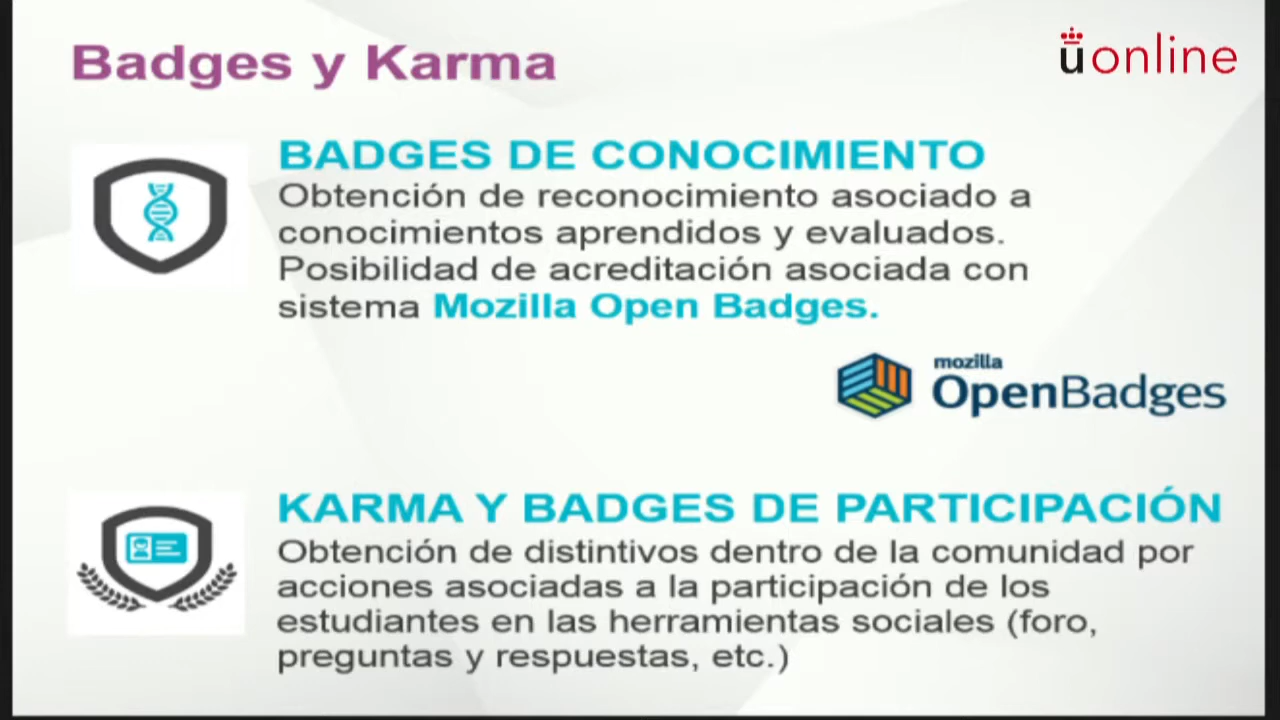 Badges y Karma
üonline
BADGES DE CONOCIMIENTO
Obtención de reconocimiento asociado a
conocimientos aprendidos y evaluados.
Posibilidad de acreditación asociada con
sistema Mozilla Open Badges.
mozilla
OpenBadges
KARMA Y BADGES DE PARTICIPACIÓN
Obtención de distintivos dentro de la comunidad por
acciones asociadas a la participación de los
estudiantes en las herramientas sociales (foro,
preguntas y respuestas, etc.)